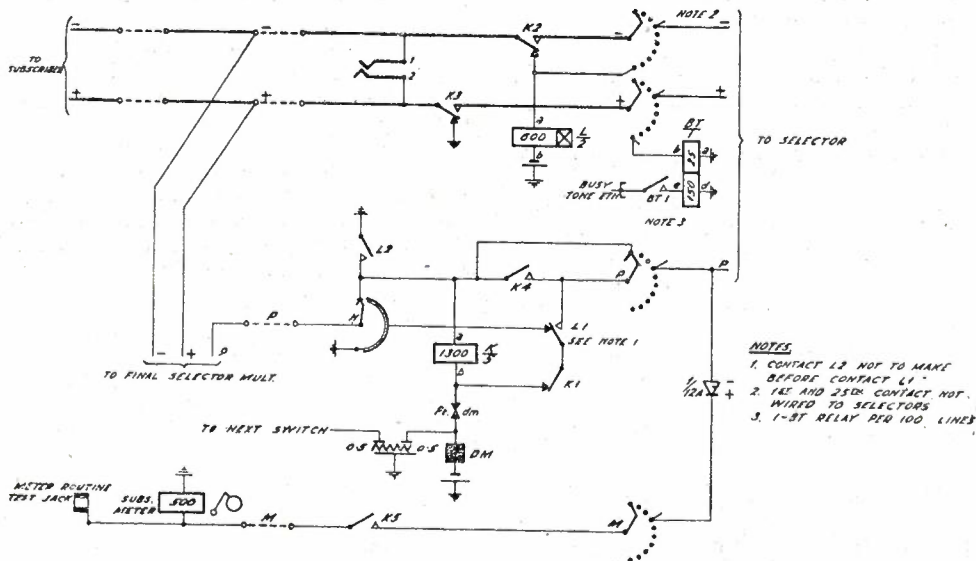 TO SUBSCRIBER
- - - K2 - NOTE 2 -
1
2
+ + K3 + +
a
600 L/2
b
BT/1
b 25 a
TO SELECTOR
BUSY TONE ETC. BT1 e 150 d
NOTE 3
L2
K4 P P
P H L1
SEE NOTE 1
a
1300 K/5
b
K1
- + P
TO FINAL SELECTOR MULT.
dm
TO NEXT SWITCH 0·5 0·5 DM
1/12A - +
NOTES.
1. CONTACT L2 NOT TO MAKE
BEFORE CONTACT L1
2. 1ST AND 25TH CONTACT NOT
WIRED TO SELECTORS
3. 1-BT RELAY PER 100 LINES
METER ROUTINE
TEST JACK
SUBS. METER 500
M K5 M